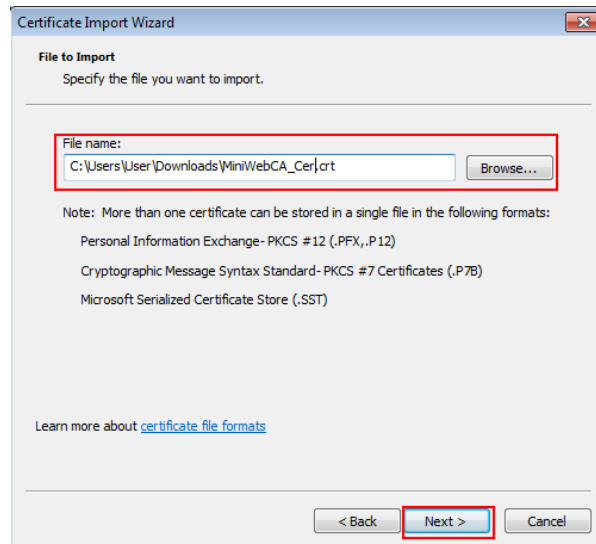 Certificate Import Wizard
File to Import
Specify the file you want to import.
File name:
C:\Users\User\Downloads\MiniWebCA_Cer.crt
Browse...
Note: More than one certificate can be stored in a single file in the following formats:
Personal Information Exchange- PKCS #12 (.PFX,.P12)
Cryptographic Message Syntax Standard- PKCS #7 Certificates (.P7B)
Microsoft Serialized Certificate Store (.SST)
Learn more about certificate file formats
< Back
Next >
Cancel